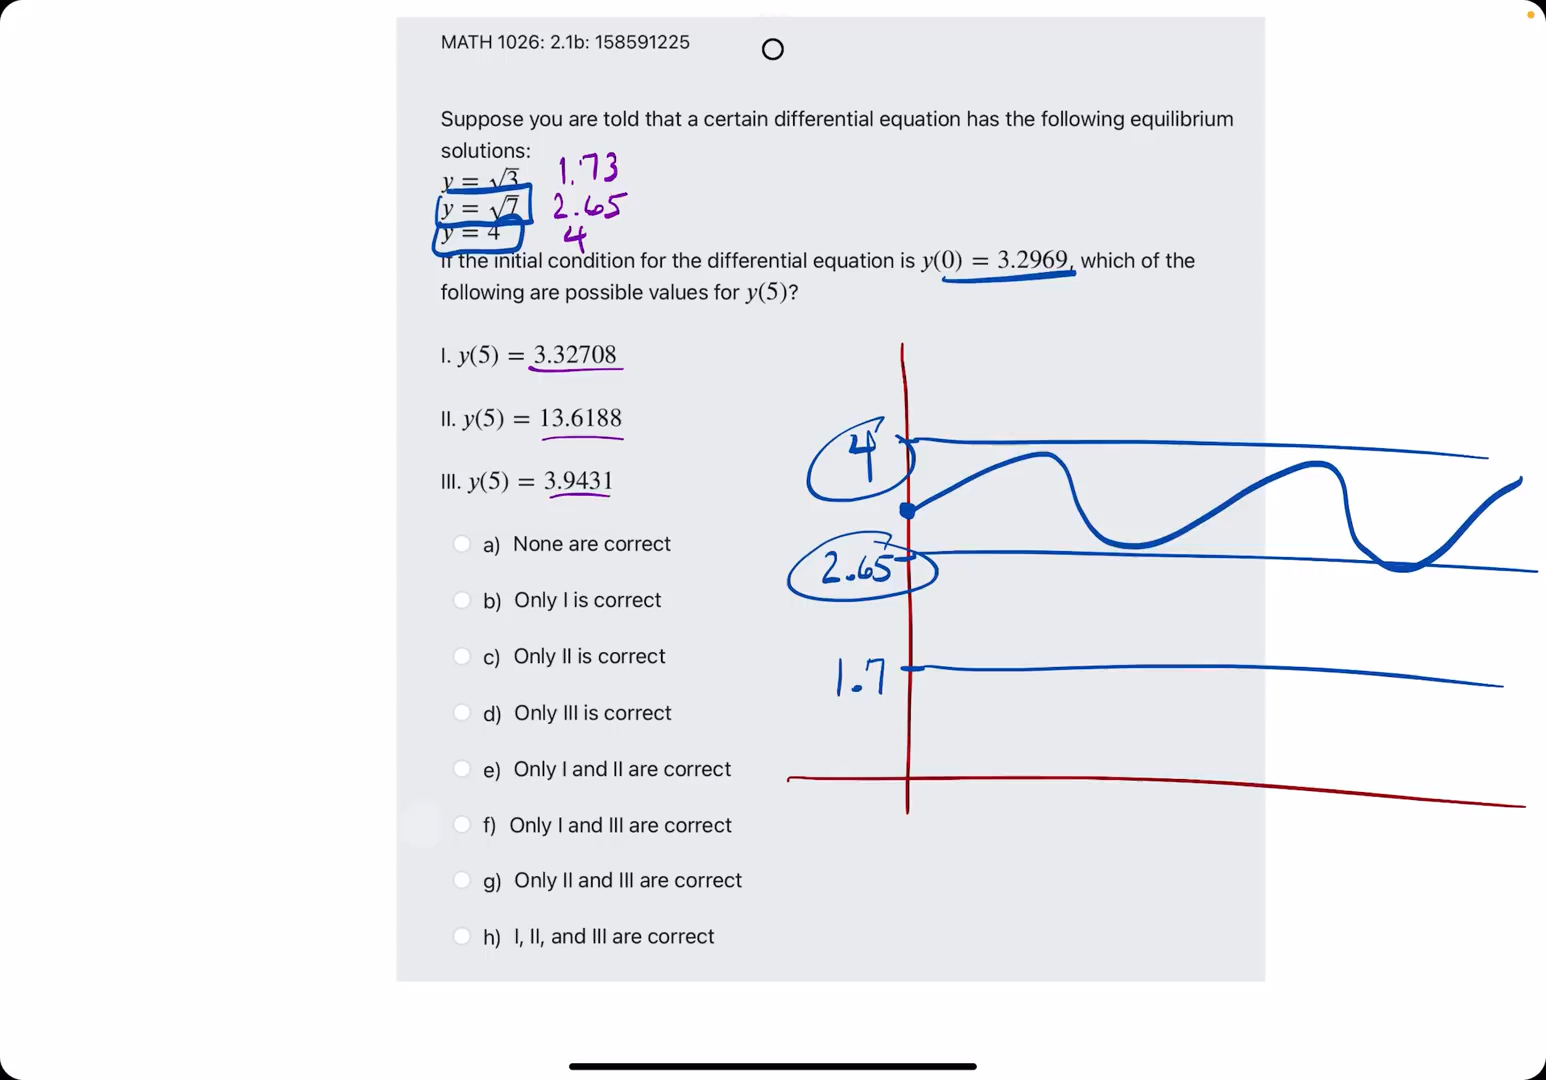 MATH 1026: 2.1b: 158591225
Suppose you are told that a certain differential equation has the following equilibrium
solutions:
y = √3 1.73
y = √7 2.65
y = 4 4
If the initial condition for the differential equation is y(0) = 3.2969, which of the
following are possible values for y(5)?
I. y(5) = 3.32708
II. y(5) = 13.6188
III. y(5) = 3.9431
a) None are correct
b) Only I is correct
c) Only II is correct
d) Only III is correct
e) Only I and II are correct
f) Only I and III are correct
g) Only II and III are correct
h) I, II, and III are correct
4
2.65
1.7